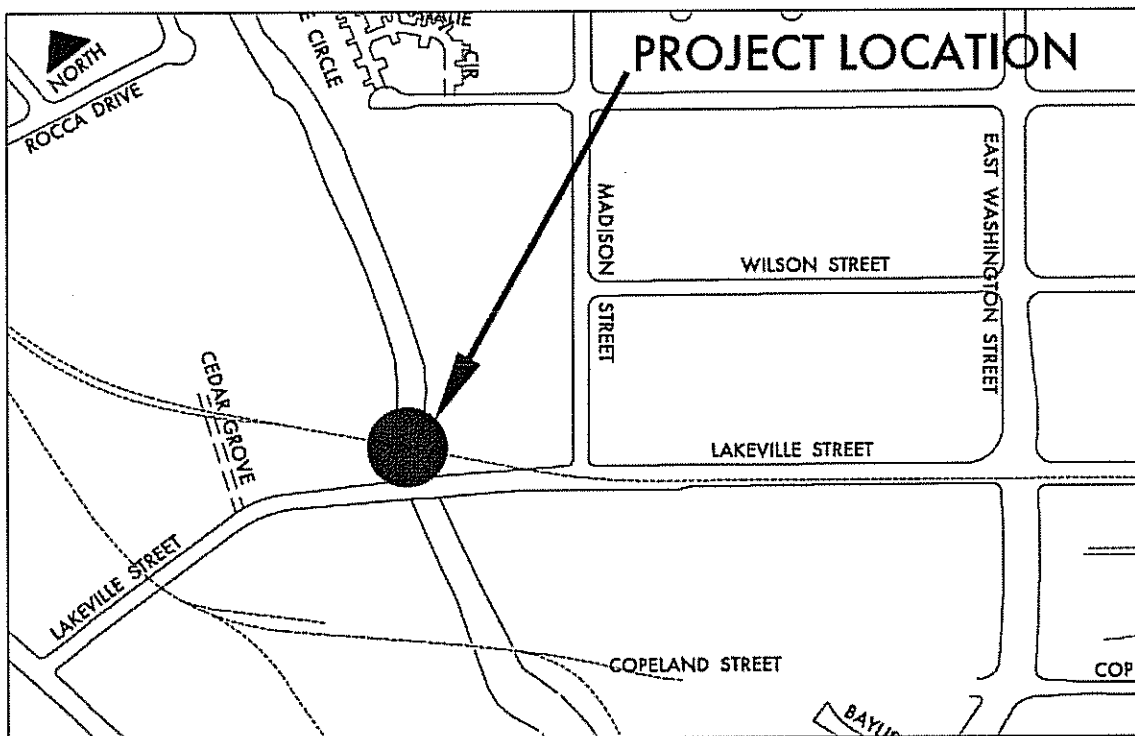 PROJECT LOCATION
NORTH
ROCCA DRIVE
CIRCLE
CIR
MADISON
STREET
EAST WASHINGTON STREET
WILSON STREET
CEDAR GROVE
LAKEVILLE STREET
LAKEVILLE STREET
COPELAND STREET
COP